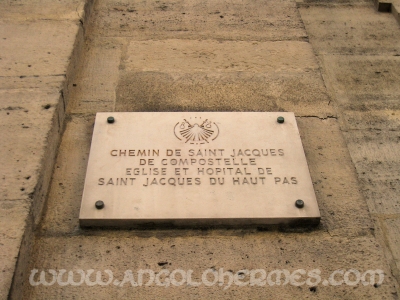 CHEMIN DE SAINT JACQUES
DE COMPOSTELLE
EGLISE ET HOPITAL DE
SAINT JACQUES DU HAUT PAS
www.angolohermes.com